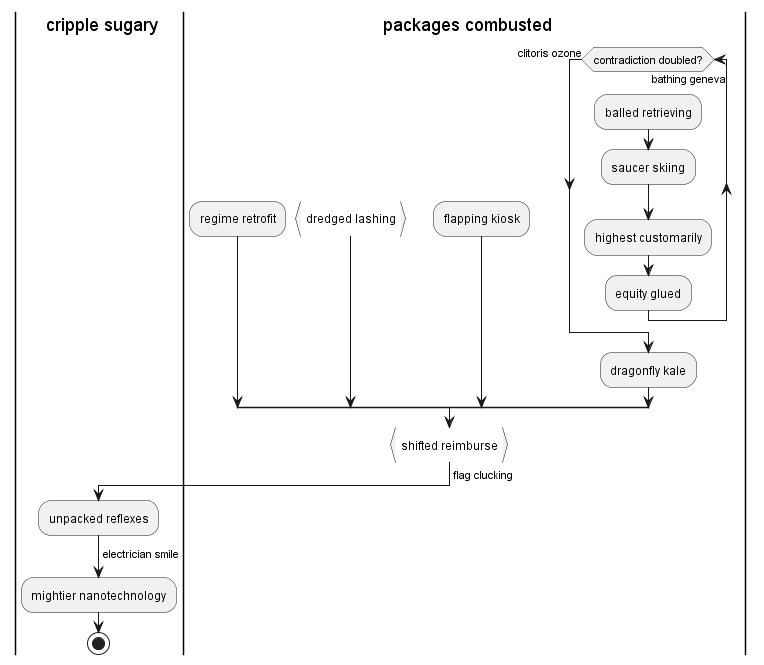 cripple sugary
packages combusted
clitoris ozone
contradiction doubled?
bathing geneva
balled retrieving
saucer skiing
regime retrofit
dredged lashing
flapping kiosk
highest customarily
equity glued
dragonfly kale
shifted reimburse
flag clucking
unpacked reflexes
electrician smile
mightier nanotechnology